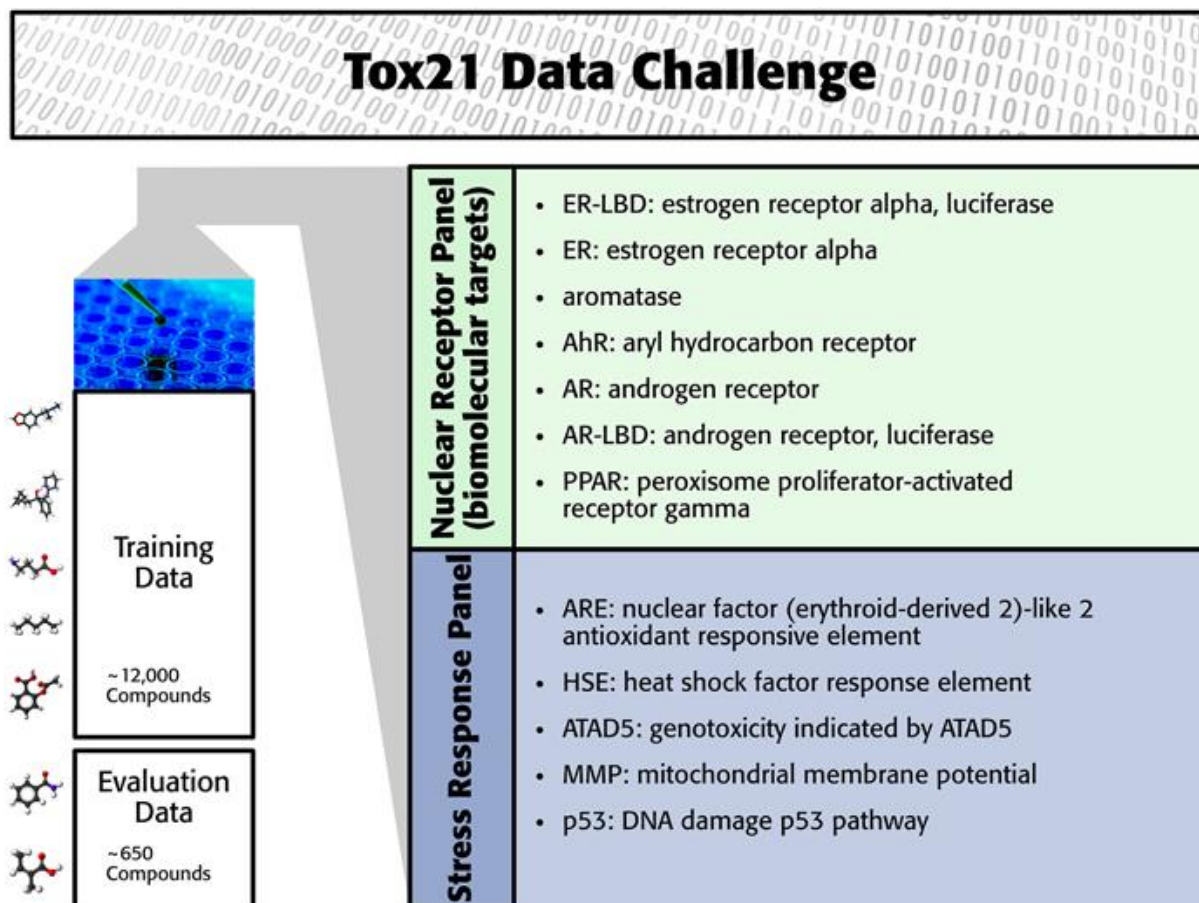 Tox21 Data Challenge
Training
Data
~12,000
Compounds
Evaluation
Data
~650
Compounds
Nuclear Receptor Panel
(biomolecular targets)
• ER-LBD: estrogen receptor alpha, luciferase
• ER: estrogen receptor alpha
• aromatase
• AhR: aryl hydrocarbon receptor
• AR: androgen receptor
• AR-LBD: androgen receptor, luciferase
• PPAR: peroxisome proliferator-activated
receptor gamma
Stress Response Panel
• ARE: nuclear factor (erythroid-derived 2)-like 2
antioxidant responsive element
• HSE: heat shock factor response element
• ATAD5: genotoxicity indicated by ATAD5
• MMP: mitochondrial membrane potential
• p53: DNA damage p53 pathway